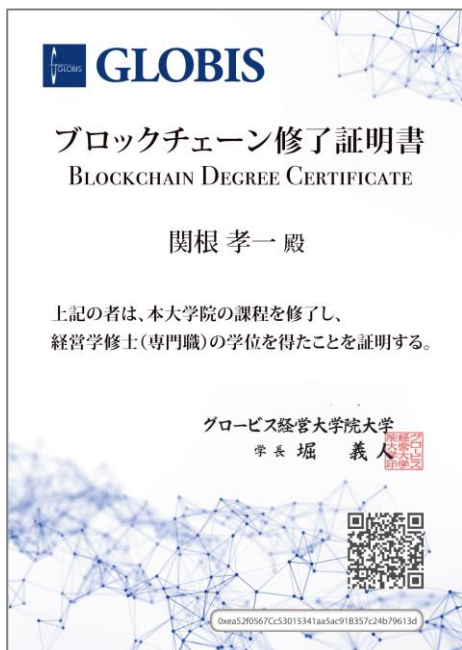 GLOBIS
GLOBIS
ブロックチェーン修了証明書
BLOCKCHAIN DEGREE CERTIFICATE
関根 孝一 殿
上記の者は、本大学院の課程を修了し、
経営学修士(専門職)の学位を得たことを証明する。
グロービス経営大学院大学
学長 堀 義人
0xea52f0567Cc53015341aa5ac91B357c24b79613d